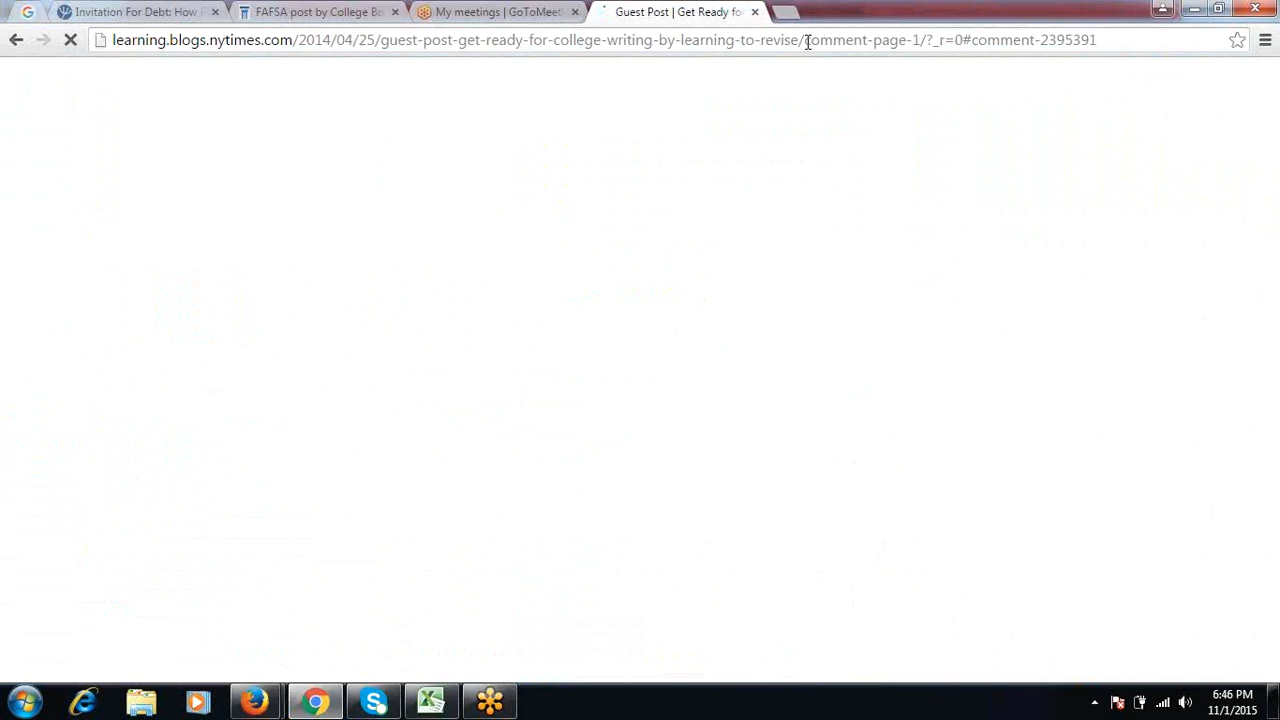 Invitation For Debt: How
FAFSA post by College Bo
My meetings | GoToMeeti
Guest Post | Get Ready fo
learning.blogs.nytimes.com/2014/04/25/guest-post-get-ready-for-college-writing-by-learning-to-revise/comment-page-1/?_r=0#comment-2395391
6:46 PM
11/1/2015